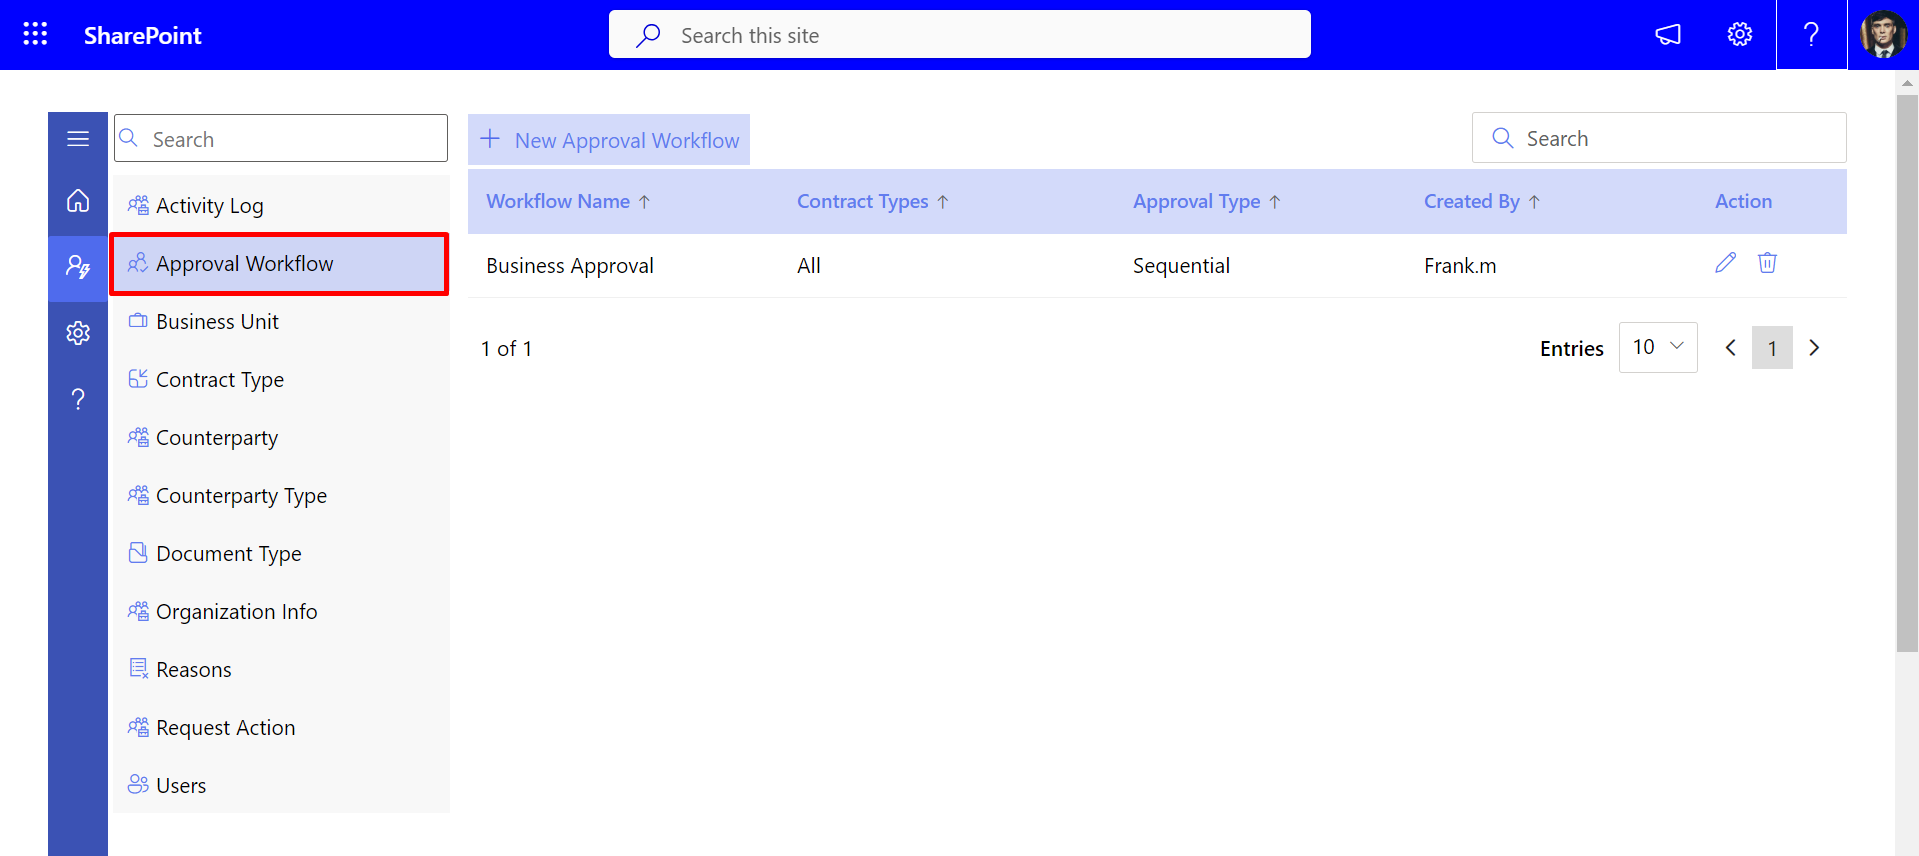 SharePoint
Search this site
?
Search
New Approval Workflow
Search
Activity Log
Approval Workflow
Business Unit
Contract Type
Counterparty
Counterparty Type
Document Type
Organization Info
Reasons
Request Action
Users
?
Workflow Name ↑ Contract Types ↑ Approval Type ↑ Created By ↑ Action
Business Approval All Sequential Frank.m
1 of 1
Entries 10 1